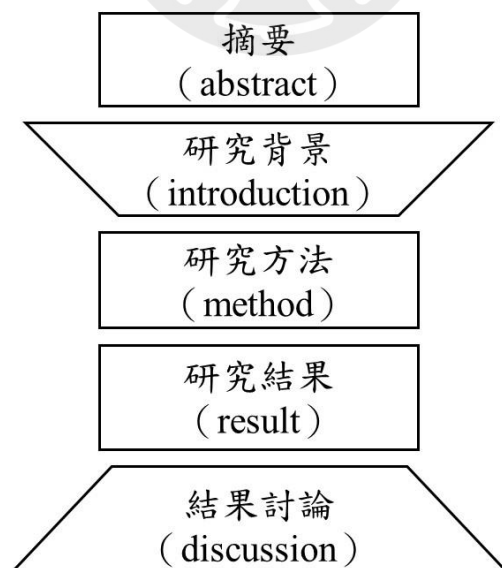 摘要
（abstract）
研究背景
（introduction）
研究方法
（method）
研究結果
（result）
結果討論
（discussion）